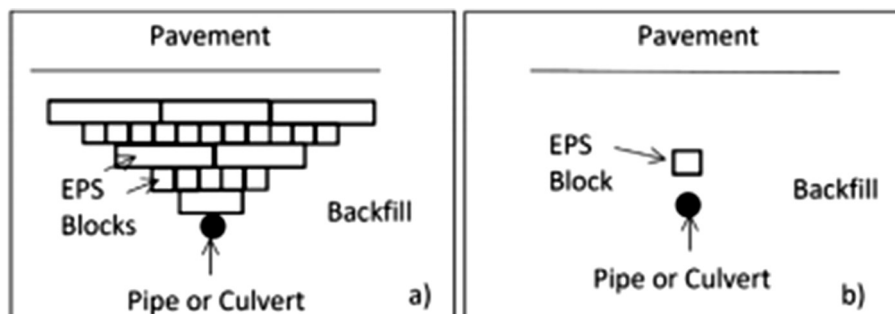 Pavement
EPS
Blocks
Backfill
Pipe or Culvert
a)
Pavement
EPS
Block
Backfill
Pipe or Culvert
b)